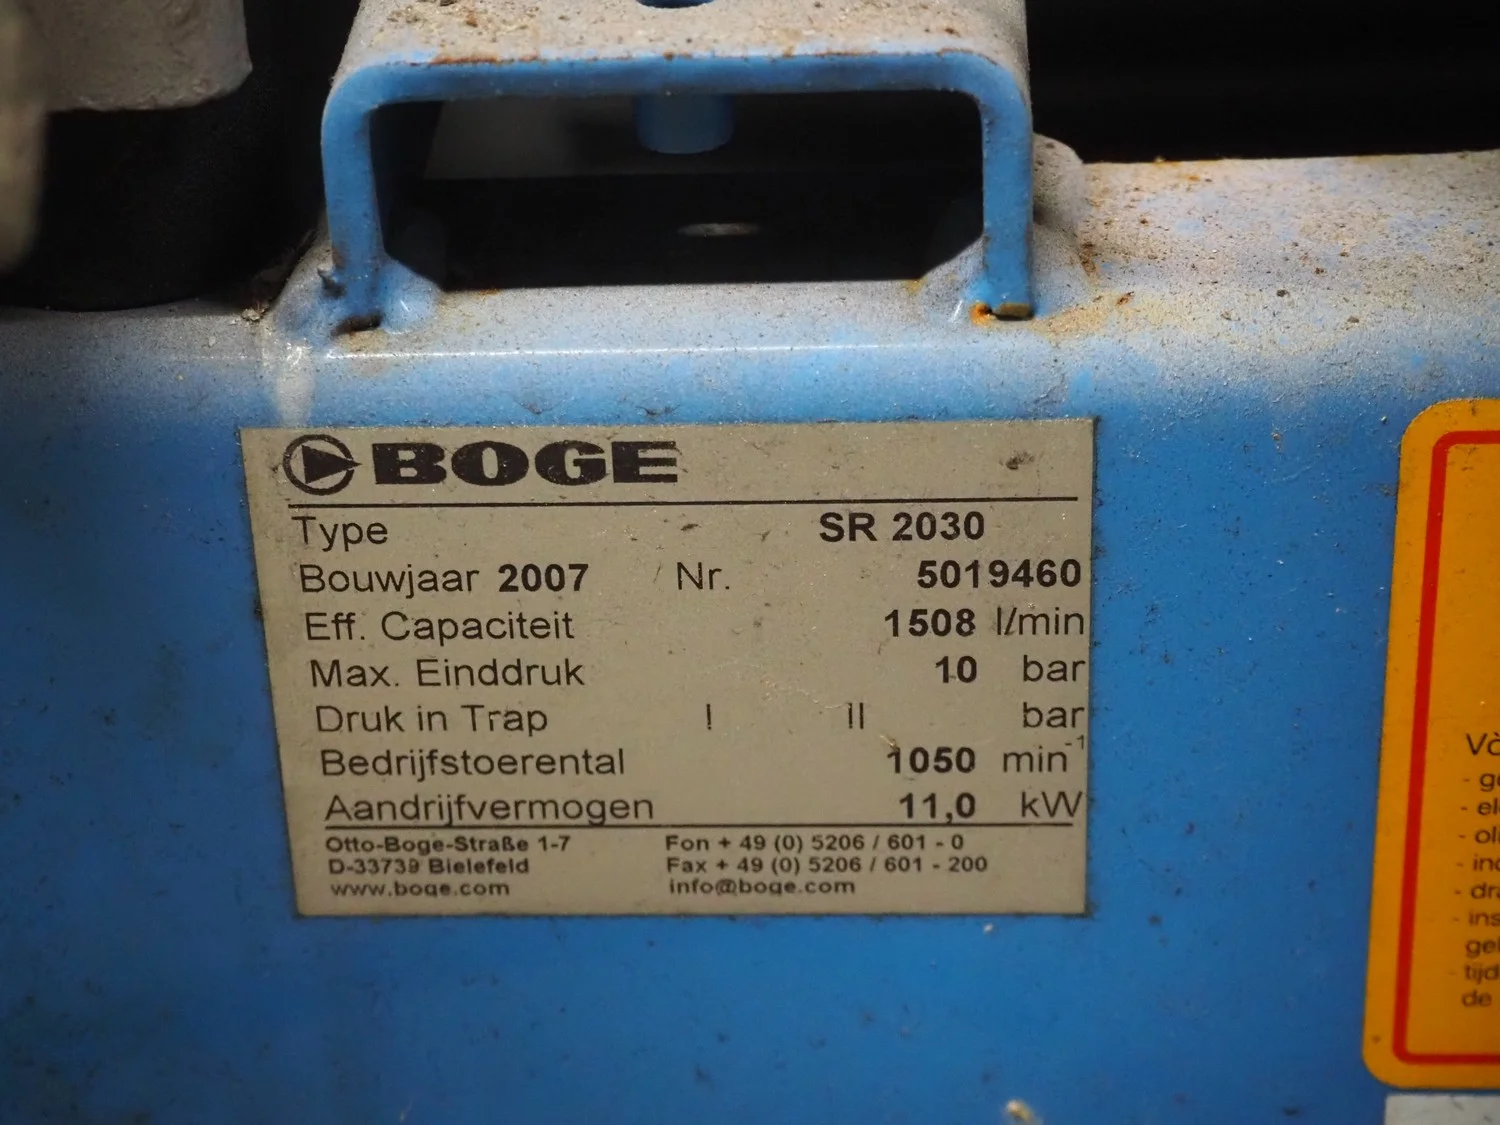 BOGE
Type SR 2030
Bouwjaar 2007 Nr. 5019460
Eff. Capaciteit 1508 l/min
Max. Einddruk 10 bar
Druk in Trap I II bar
Bedrijfstoerental 1050 min⁻¹
Aandrijfvermogen 11,0 kW
Otto-Boge-Straße 1-7 Fon + 49 (0) 5206 / 601 - 0
D-33739 Bielefeld Fax + 49 (0) 5206 / 601 - 200
www.boge.com info@boge.com
- 
- 
- 
- 
- 
- 
tijd
de